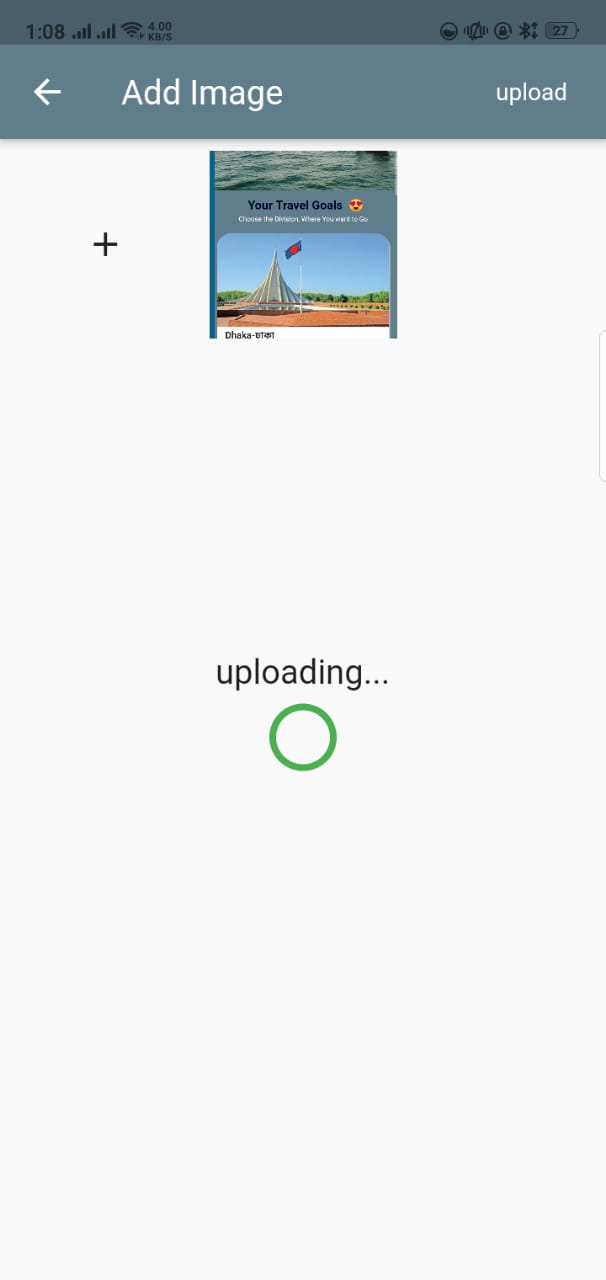 1:08 4.00 KB/S 27
Add Image upload
Your Travel Goals 😍
Choose the Division, Where You want to Go
Dhaka-ঢাকা
+
uploading...